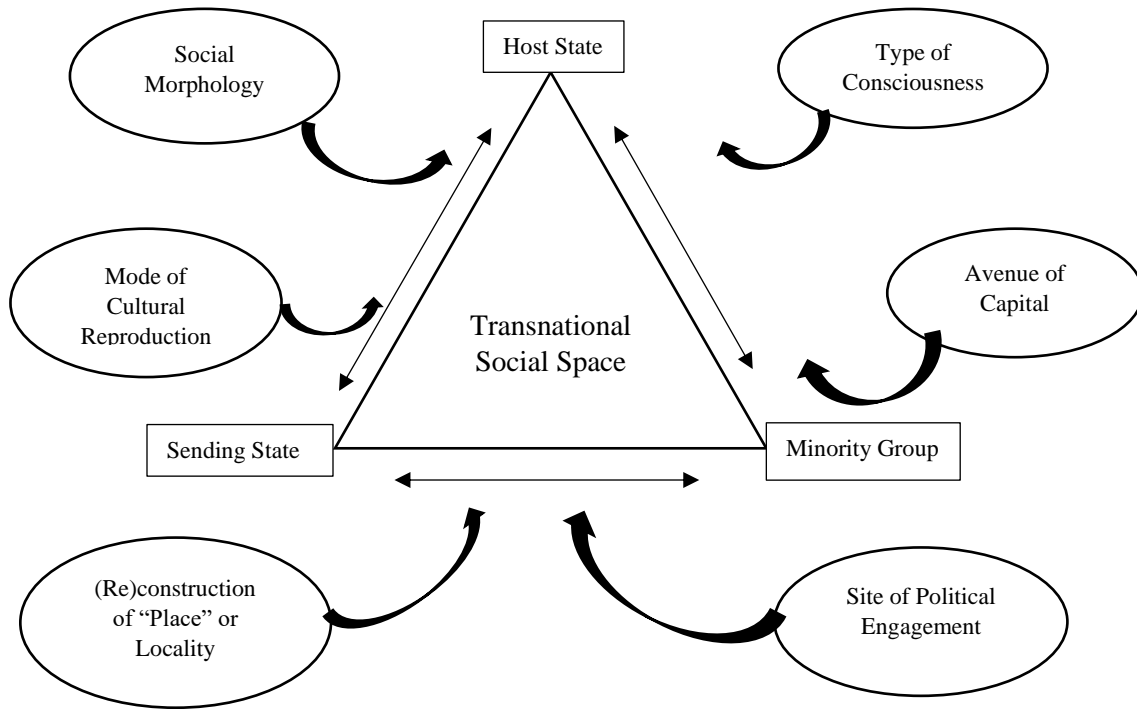 Social
Morphology
Host State
Type of
Consciousness
Mode of
Cultural
Reproduction
Transnational
Social Space
Avenue of
Capital
Sending State
Minority Group
(Re)construction
of “Place” or
Locality
Site of Political
Engagement